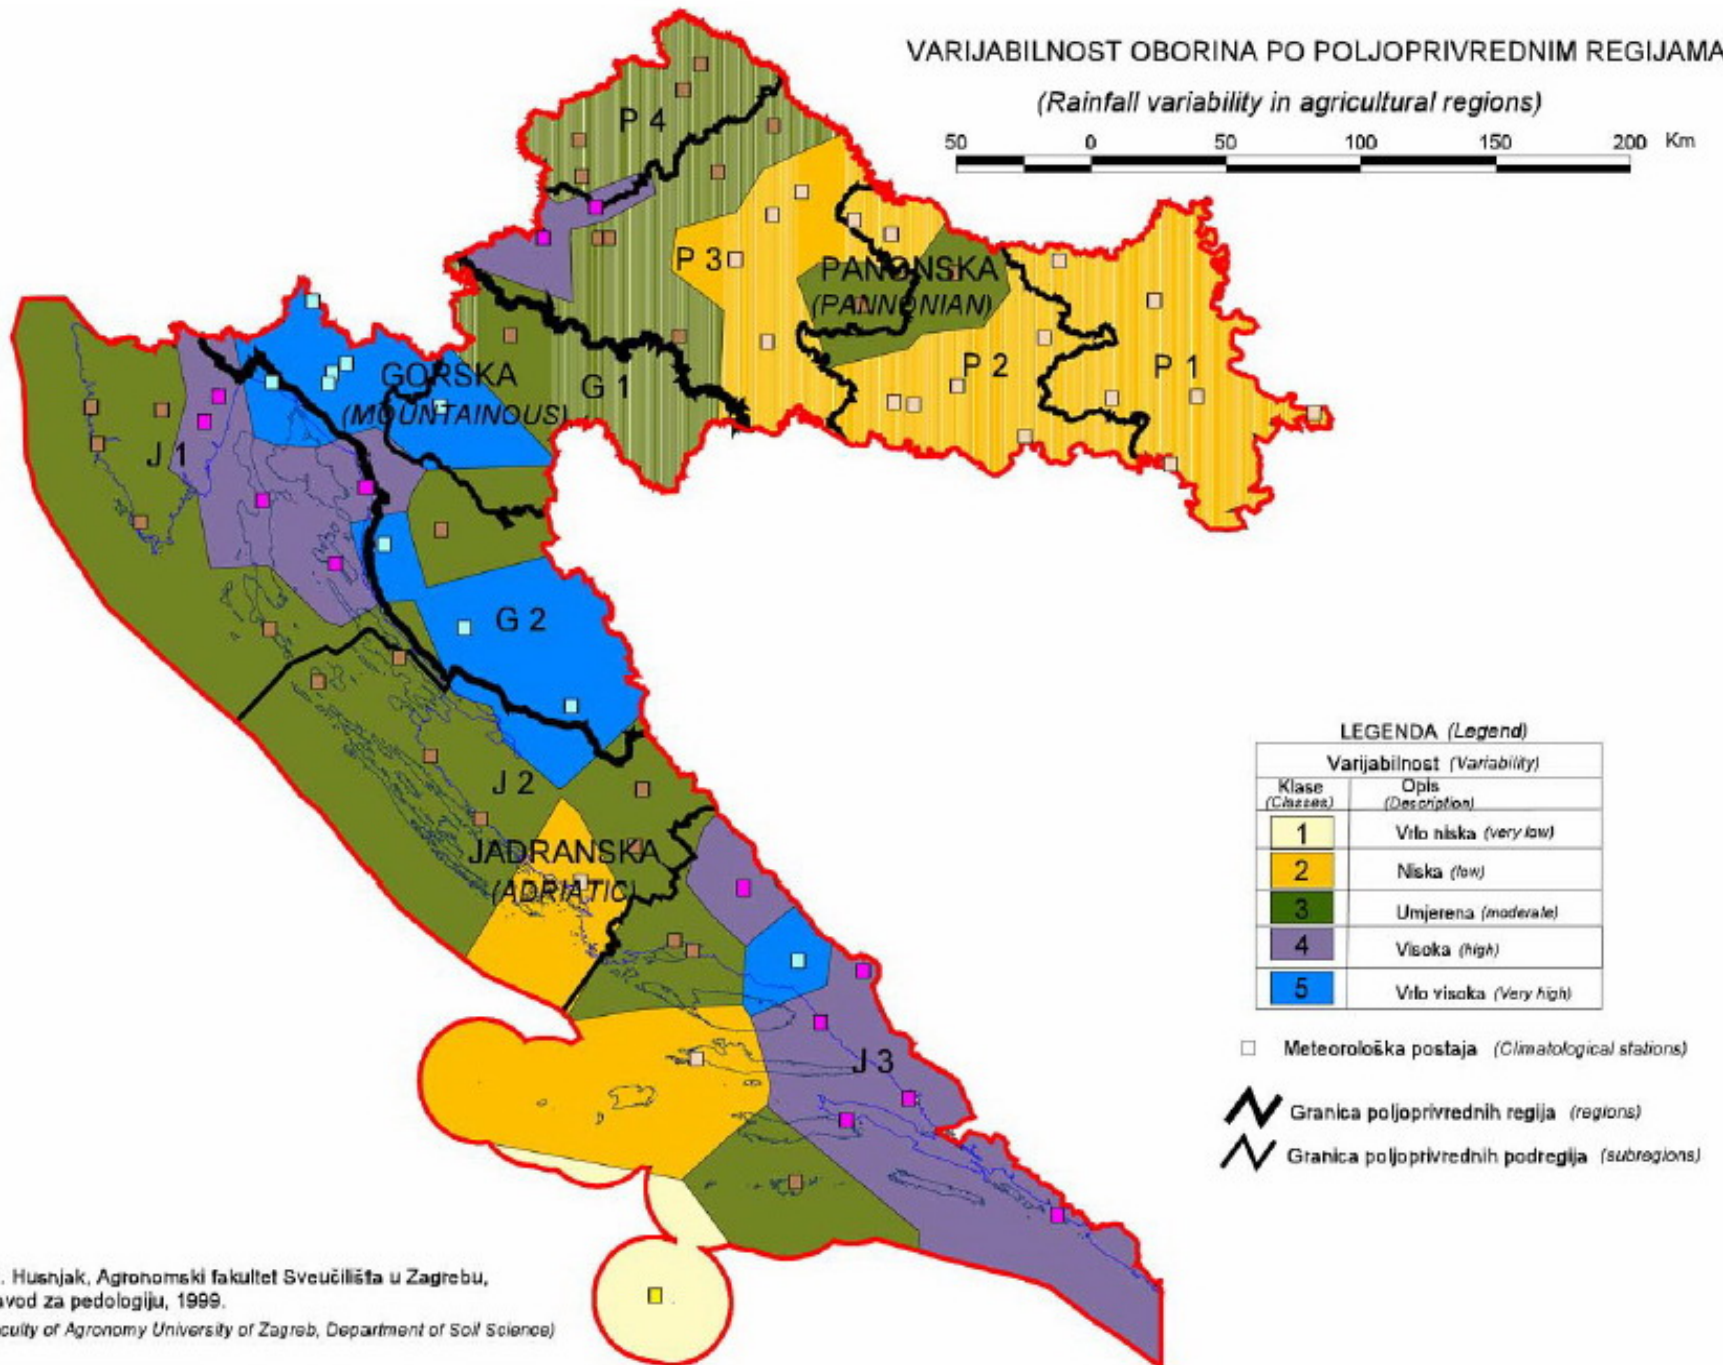 VARIJABILNOST OBORINA PO POLJOPRIVREDNIM REGIJAMA
(Rainfall variability in agricultural regions)
50 0 50 100 150 200 Km
P 4
P 3
PANONSKA
(PANNONIAN)
P 2
P 1
GORSKA
(MOUNTAINOUS)
G 1
J 1
G 2
J 2
JADRANSKA
(ADRIATIC)
J 3
LEGENDA (Legend)
Varijabilnost (Variability)
Klase Opis
(Classes) (Description)
1 Vrlo niska (very low)
2 Niska (low)
3 Umjerena (moderate)
4 Visoka (high)
5 Vrlo visoka (Very high)
Meteorološka postaja (Climatological stations)
Granica poljoprivrednih regija (regions)
Granica poljoprivrednih podregija (subregions)
. Husnjak, Agronomski fakultet Sveučilišta u Zagrebu,
avod za pedologiju, 1999.
culty of Agronomy University of Zagreb, Department of Soil Science)